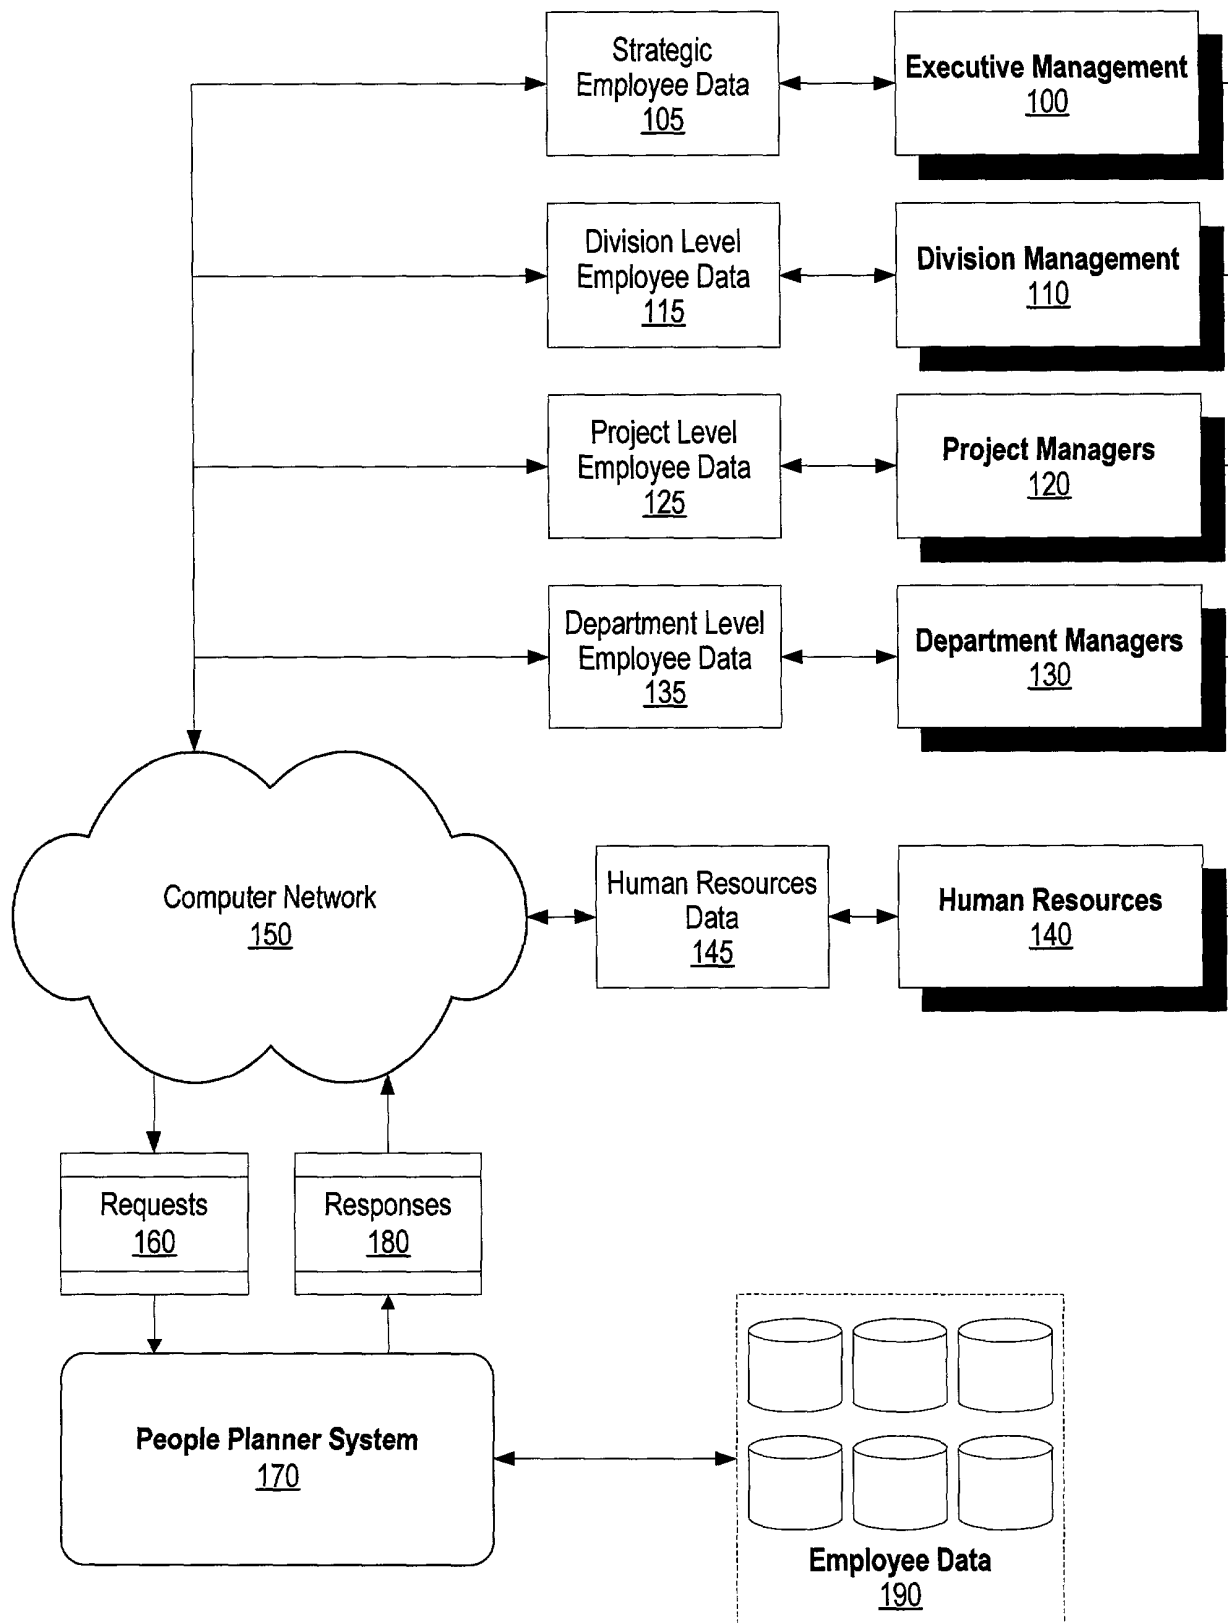 Strategic
Employee Data
105
Executive Management
100
Division Level
Employee Data
115
Division Management
110
Project Level
Employee Data
125
Project Managers
120
Department Level
Employee Data
135
Department Managers
130
Computer Network
150
Human Resources
Data
145
Human Resources
140
Requests
160
Responses
180
People Planner System
170
Employee Data
190